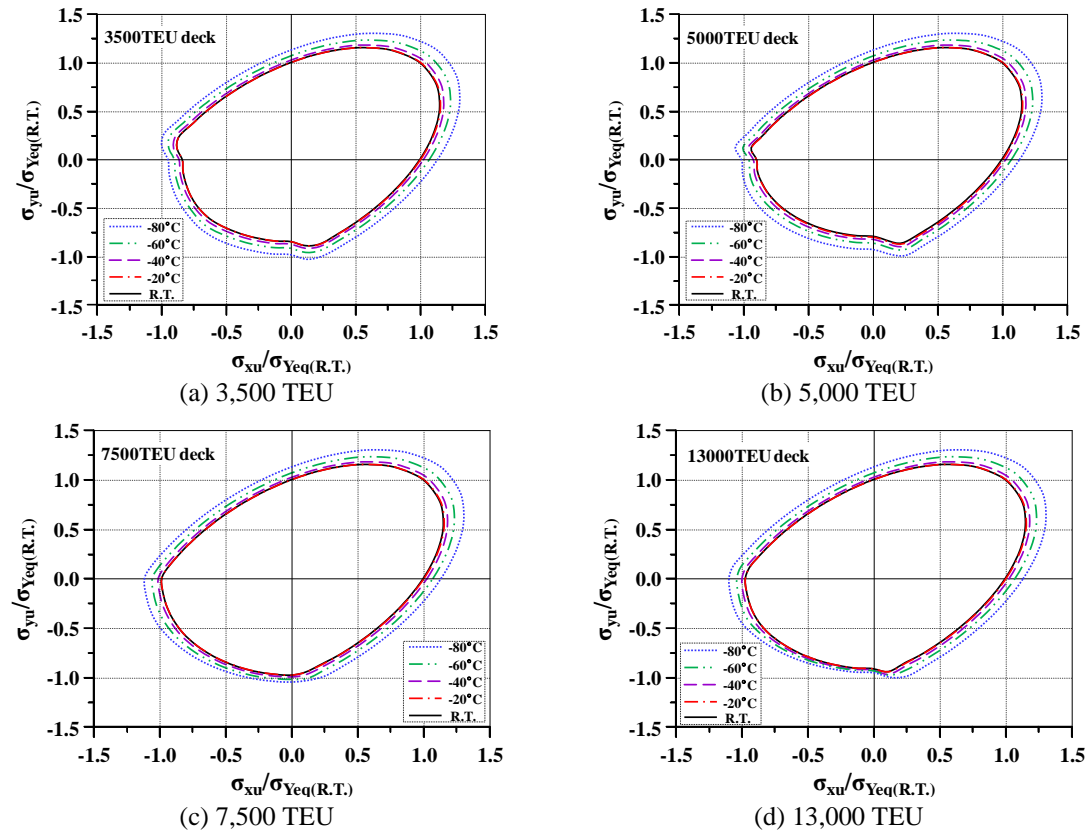 3500TEU deck
σyu/σYeq(R.T.)
1.5
1.0
0.5
0.0
-0.5
-1.0
-1.5
-80°C
-60°C
-40°C
-20°C
R.T.
-1.5 -1.0 -0.5 0.0 0.5 1.0 1.5
σxu/σYeq(R.T.)
(a) 3,500 TEU
5000TEU deck
σyu/σYeq(R.T.)
1.5
1.0
0.5
0.0
-0.5
-1.0
-1.5
-80°C
-60°C
-40°C
-20°C
R.T.
-1.5 -1.0 -0.5 0.0 0.5 1.0 1.5
σxu/σYeq(R.T.)
(b) 5,000 TEU
7500TEU deck
σyu/σYeq(R.T.)
1.5
1.0
0.5
0.0
-0.5
-1.0
-1.5
-80°C
-60°C
-40°C
-20°C
R.T.
-1.5 -1.0 -0.5 0.0 0.5 1.0 1.5
σxu/σYeq(R.T.)
(c) 7,500 TEU
13000TEU deck
σyu/σYeq(R.T.)
1.5
1.0
0.5
0.0
-0.5
-1.0
-1.5
-80°C
-60°C
-40°C
-20°C
R.T.
-1.5 -1.0 -0.5 0.0 0.5 1.0 1.5
σxu/σYeq(R.T.)
(d) 13,000 TEU